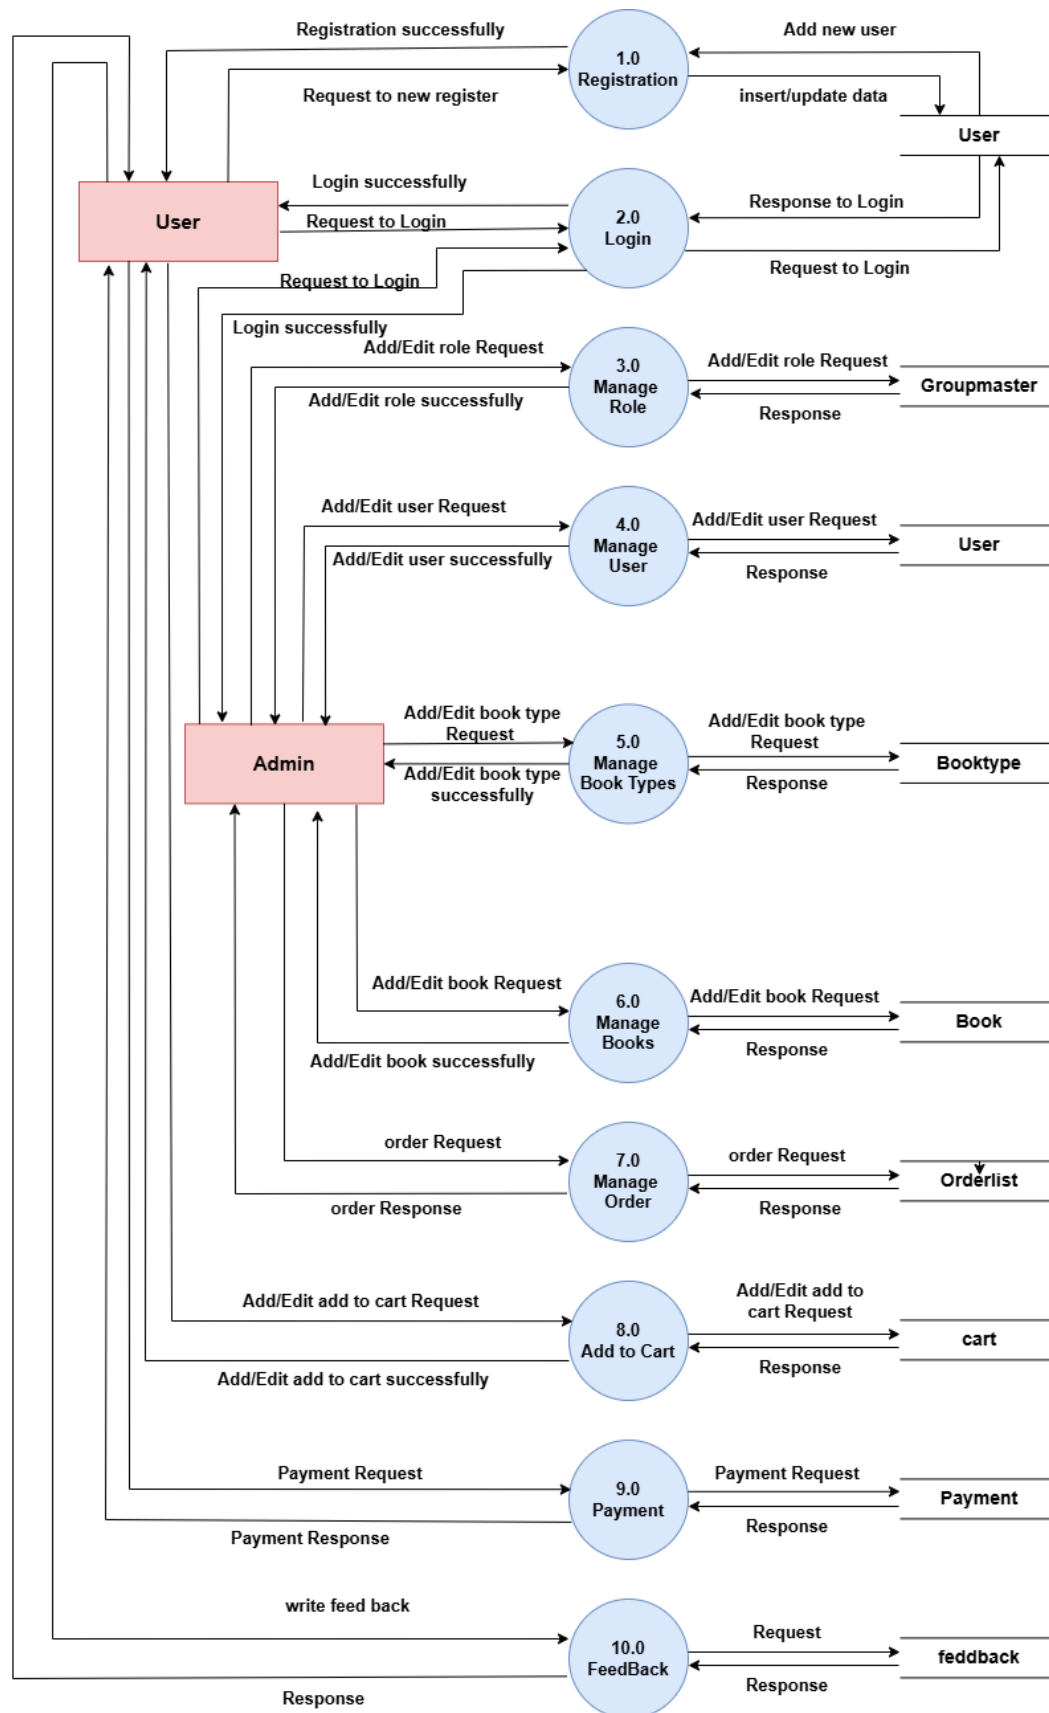 Registration successfully
Add new user
1.0
Registration
Request to new register
insert/update data
User
Login successfully
User
Request to Login
2.0
Login
Response to Login
Request to Login
Request to Login
Login successfully
Add/Edit role Request
3.0
Manage
Role
Add/Edit role Request
Groupmaster
Add/Edit role successfully
Response
Add/Edit user Request
4.0
Manage
User
Add/Edit user Request
User
Add/Edit user successfully
Response
Add/Edit book type
Request
Add/Edit book type
Request
Admin
5.0
Manage
Book Types
Booktype
Add/Edit book type
successfully
Response
Add/Edit book Request
6.0
Manage
Books
Add/Edit book Request
Book
Add/Edit book successfully
Response
order Request
7.0
Manage
Order
order Request
Orderlist
order Response
Response
Add/Edit add to cart Request
8.0
Add to Cart
Add/Edit add to
cart Request
cart
Add/Edit add to cart successfully
Response
Payment Request
9.0
Payment
Payment Request
Payment
Payment Response
Response
write feed back
10.0
FeedBack
Request
feddback
Response
Response